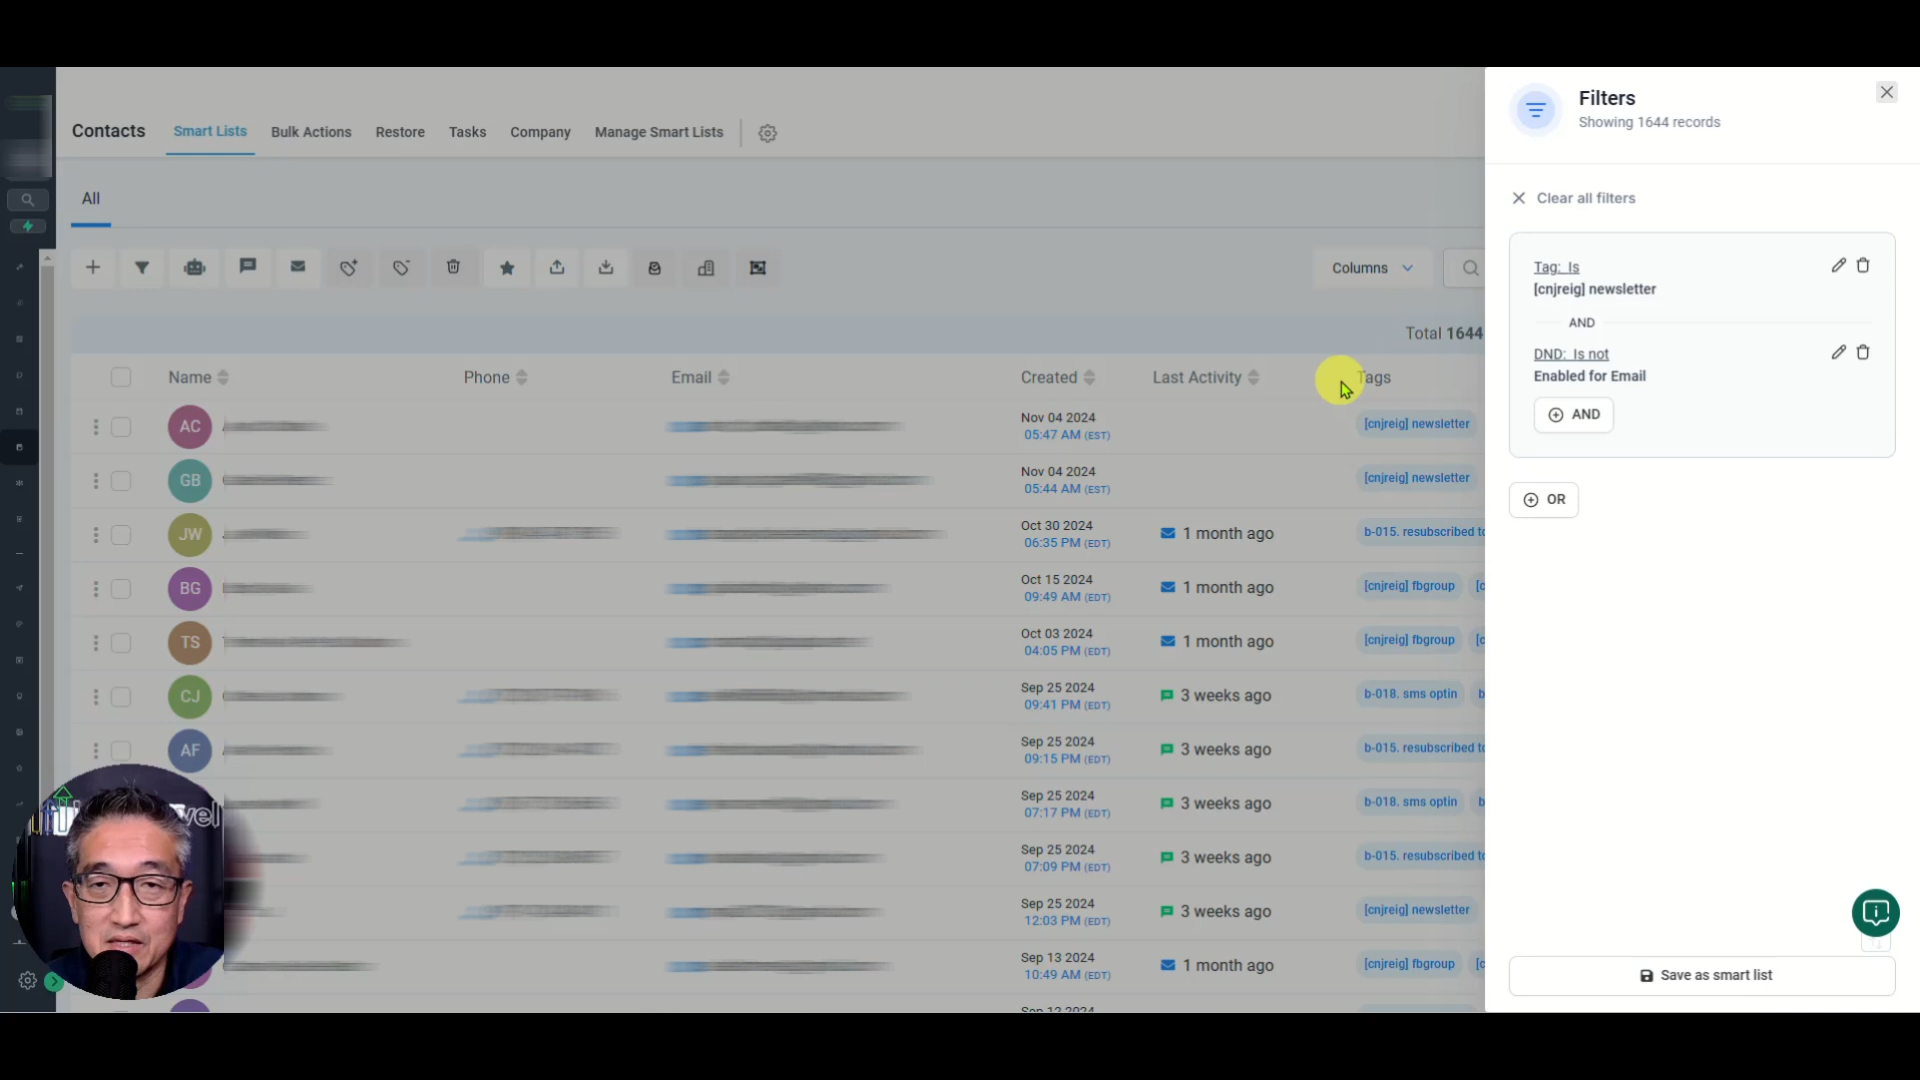 Contacts
Smart Lists
Bulk Actions
Restore
Tasks
Company
Manage Smart Lists
All
Columns
Total 1644
Name
Phone
Email
Created
Last Activity
Tags
AC
Nov 04 2024
05:47 AM (EST)
[cnjreig] newsletter
GB
Nov 04 2024
05:44 AM (EST)
[cnjreig] newsletter
JW
Oct 30 2024
06:35 PM (EDT)
1 month ago
b-015. resubscribed to
BG
Oct 15 2024
09:49 AM (EDT)
1 month ago
[cnjreig] fbgroup
[c
TS
Oct 03 2024
04:05 PM (EDT)
1 month ago
[cnjreig] fbgroup
[c
CJ
Sep 25 2024
09:41 PM (EDT)
3 weeks ago
b-018. sms optin
b
AF
Sep 25 2024
09:15 PM (EDT)
3 weeks ago
b-015. resubscribed to
Sep 25 2024
07:17 PM (EDT)
3 weeks ago
b-018. sms optin
b
Sep 25 2024
07:09 PM (EDT)
3 weeks ago
b-015. resubscribed to
Sep 25 2024
12:03 PM (EDT)
3 weeks ago
[cnjreig] newsletter
Sep 13 2024
10:49 AM (EDT)
1 month ago
[cnjreig] fbgroup
[c
Sep 12 2024
Filters
Showing 1644 records
Clear all filters
Tag: Is
[cnjreig] newsletter
AND
DND: Is not
Enabled for Email
AND
OR
Save as smart list